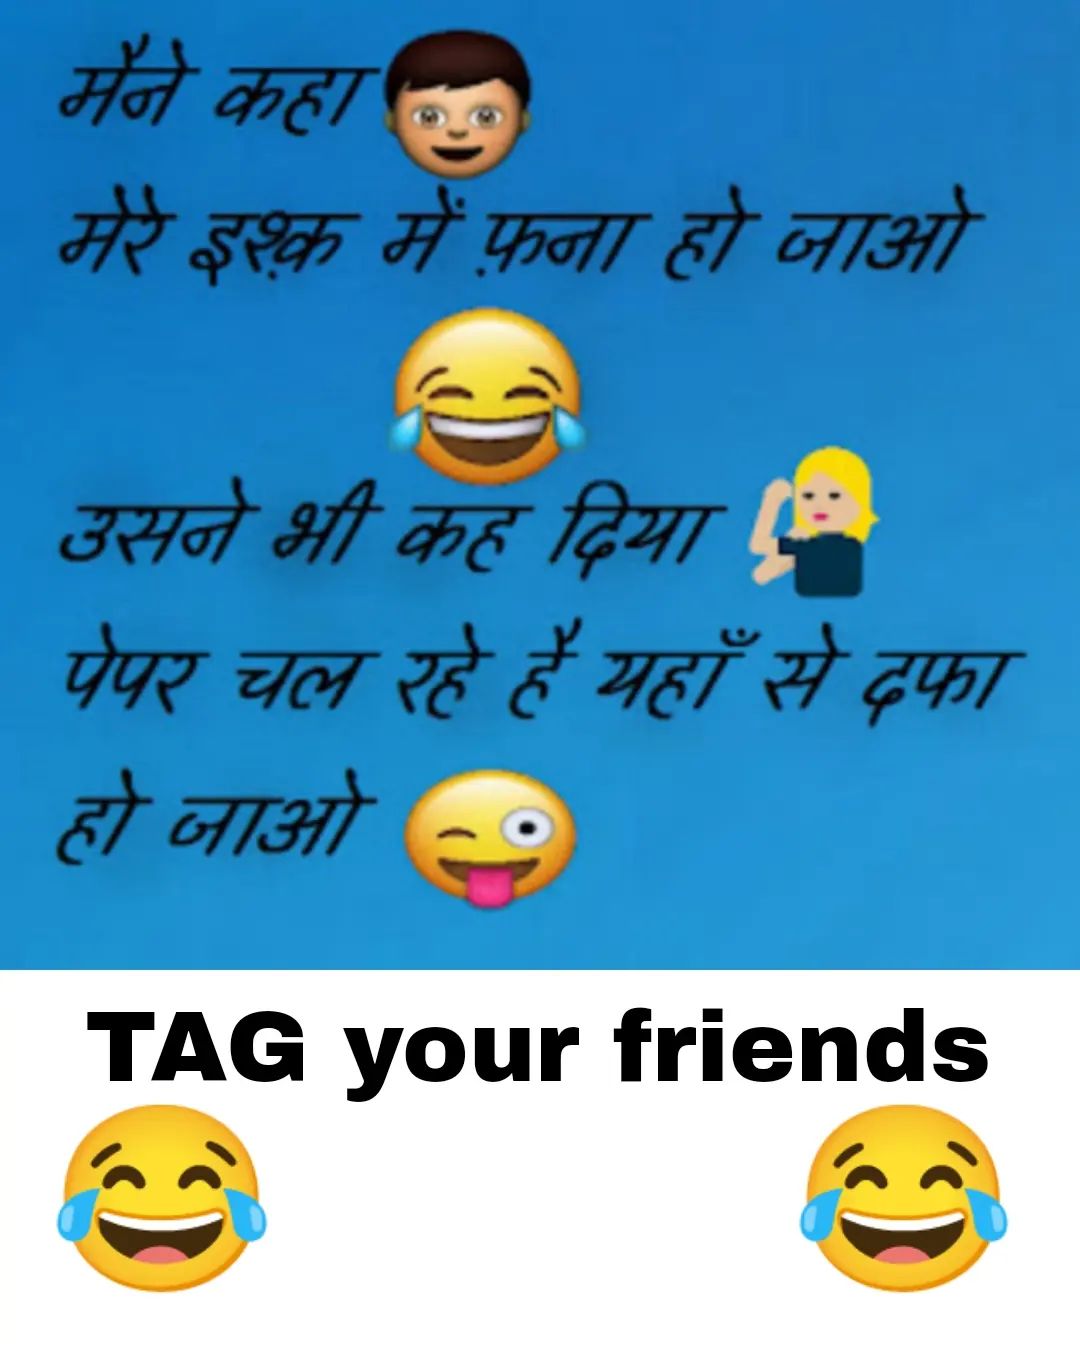 मैने कहा
मेरे इश्क़ में फ़ना हो जाओ
उसने भी कह दिया
पेपर चल रहे है यहाँ से दफा
हो जाओ
TAG your friends